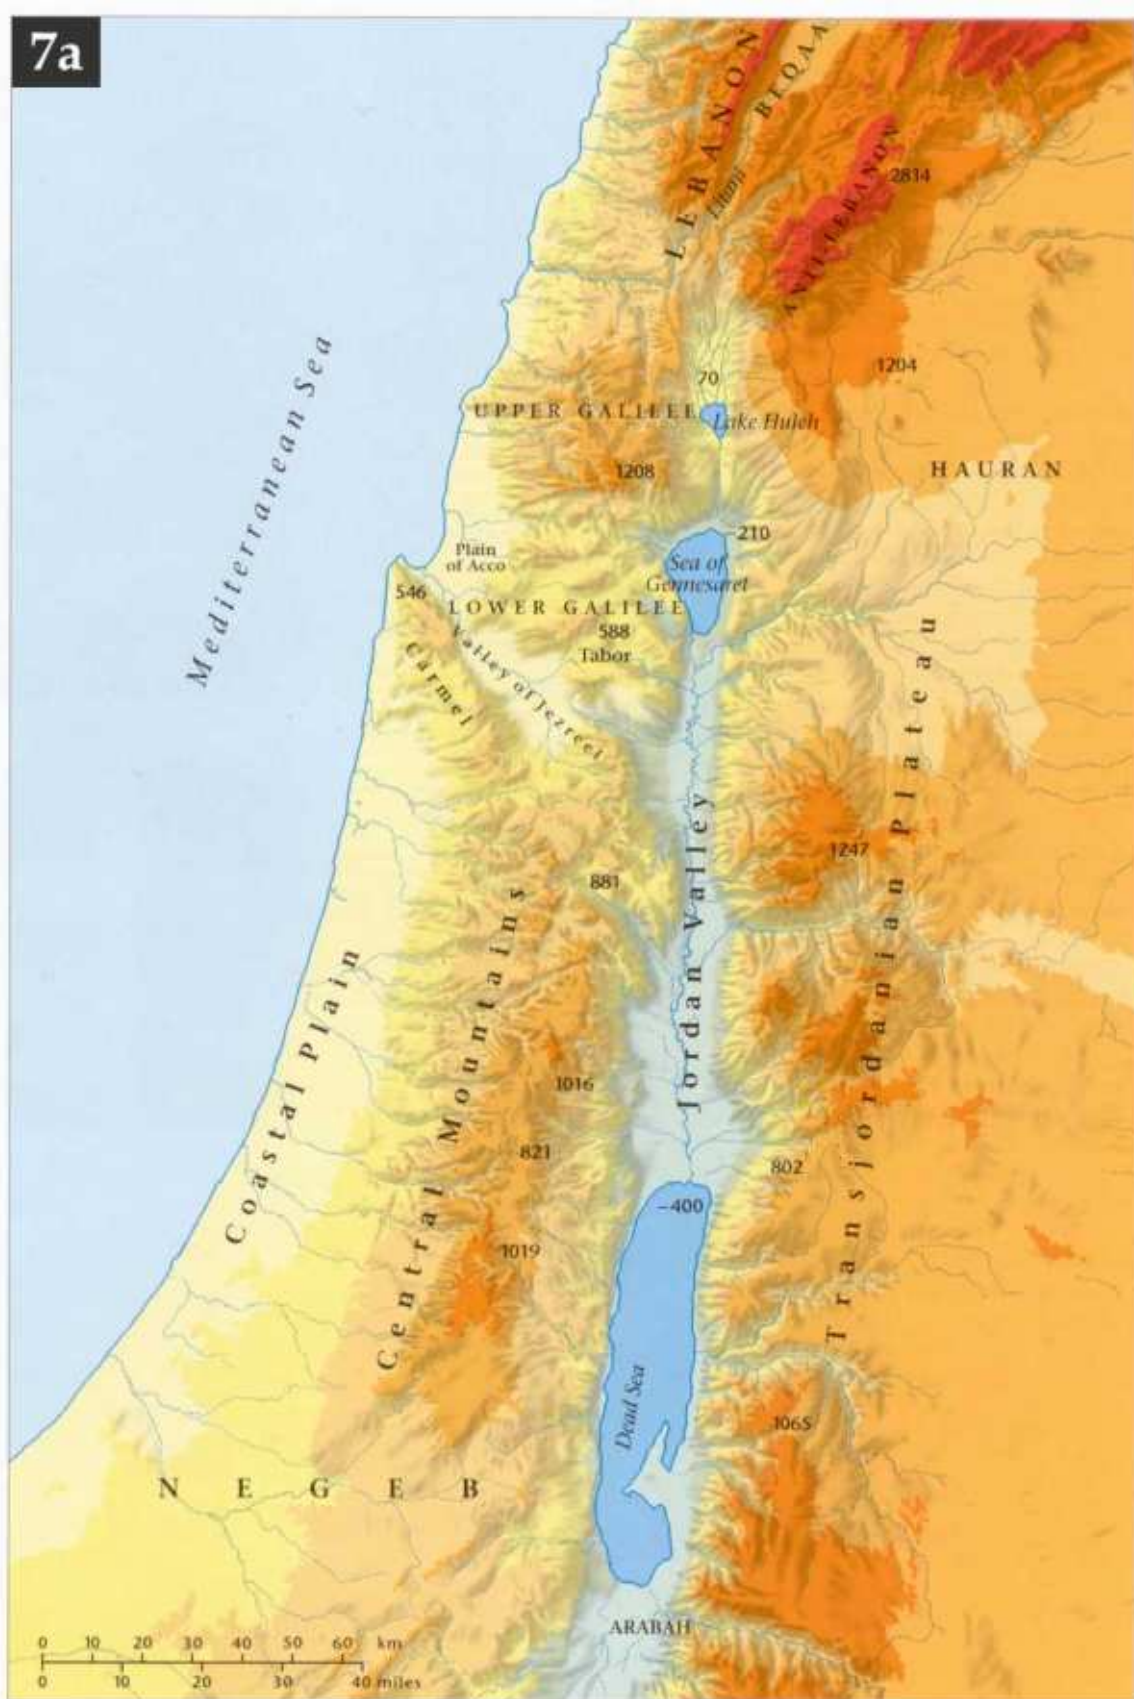 7a
LEBANON
BEQAA
Litani
ANTI-LEBANON
2814
1204
70
UPPER GALILEE
Lake Huleh
1208
HAURAN
Mediterranean Sea
-210
Plain
of Acco
Sea of
Gennesaret
546
LOWER GALILEE
588
Tabor
Carmel
Valley of Jezreel
Transjordanian Plateau
Jordan Valley
1247
881
Central Mountains
Coastal Plain
1016
821
802
-400
1019
Dead Sea
1065
NEGEB
ARABAH
0 10 20 30 40 50 60 km
0 10 20 30 40 miles